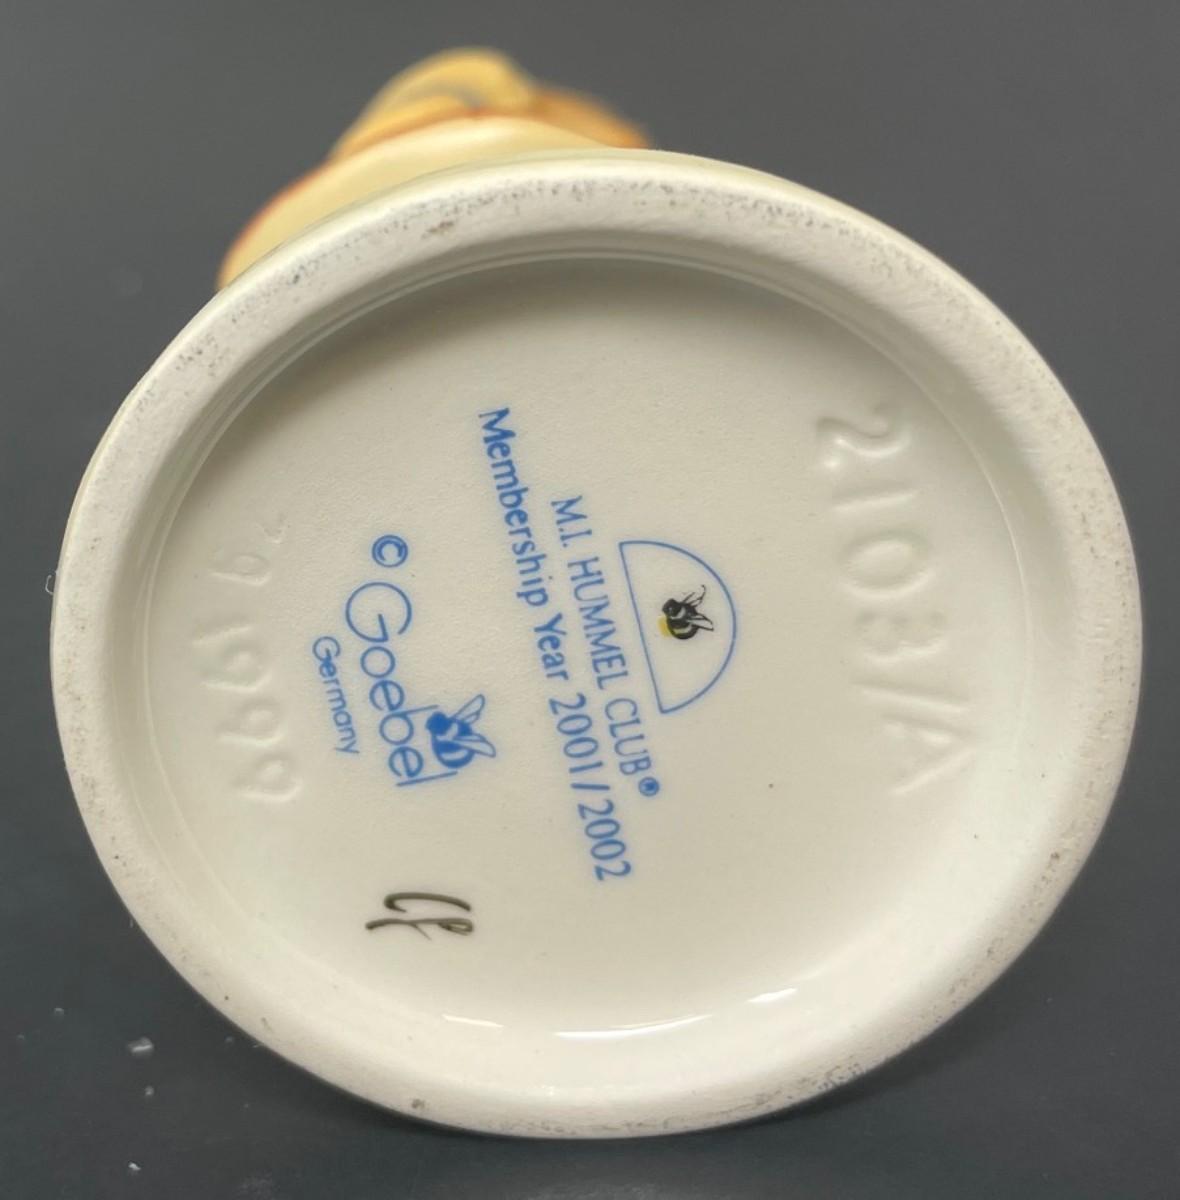 2103/A
M.I. HUMMEL CLUB®
Membership Year 2001/2002
© Goebel
Germany
1999